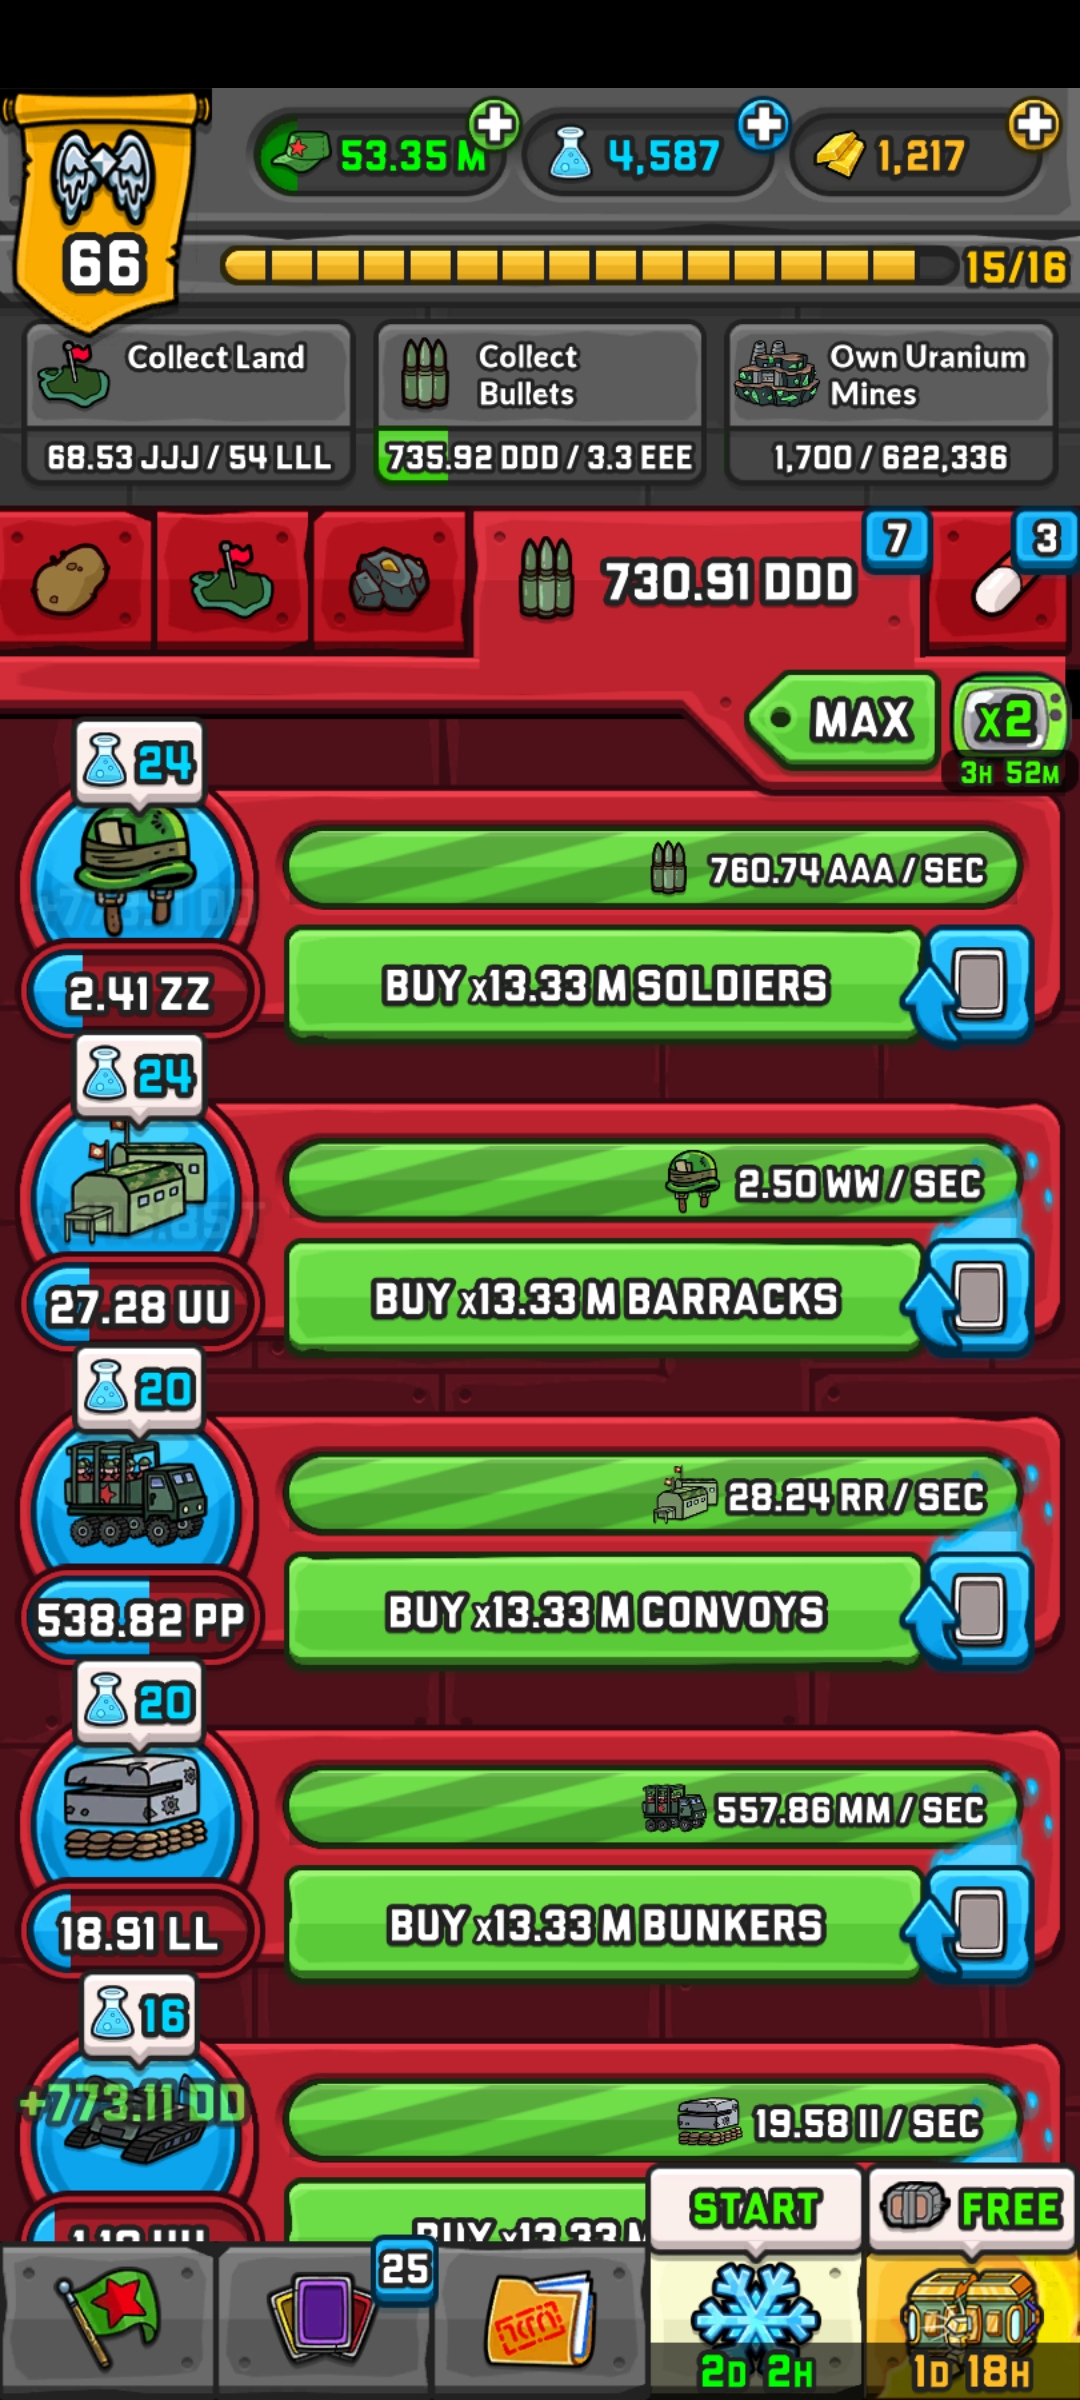 53.35 M
4,587
1,217
66
15/16
Collect Land
68.53 JJJ / 54 LLL
Collect
Bullets
735.92 DDD / 3.3 EEE
Own Uranium
Mines
1,700 / 622,336
730.91 DDD
7
3
MAX
x2
3H 52M
24
760.74 AAA / SEC
2.41 ZZ
BUY x13.33 M SOLDIERS
24
2.50 WW / SEC
27.28 UU
BUY x13.33 M BARRACKS
20
28.24 RR / SEC
538.82 PP
BUY x13.33 M CONVOYS
20
557.86 MM / SEC
18.91 LL
BUY x13.33 M BUNKERS
16
+773.11 DD
19.58 II / SEC
BUY x13.33 M
START
FREE
25
2D 2H
1D 18H